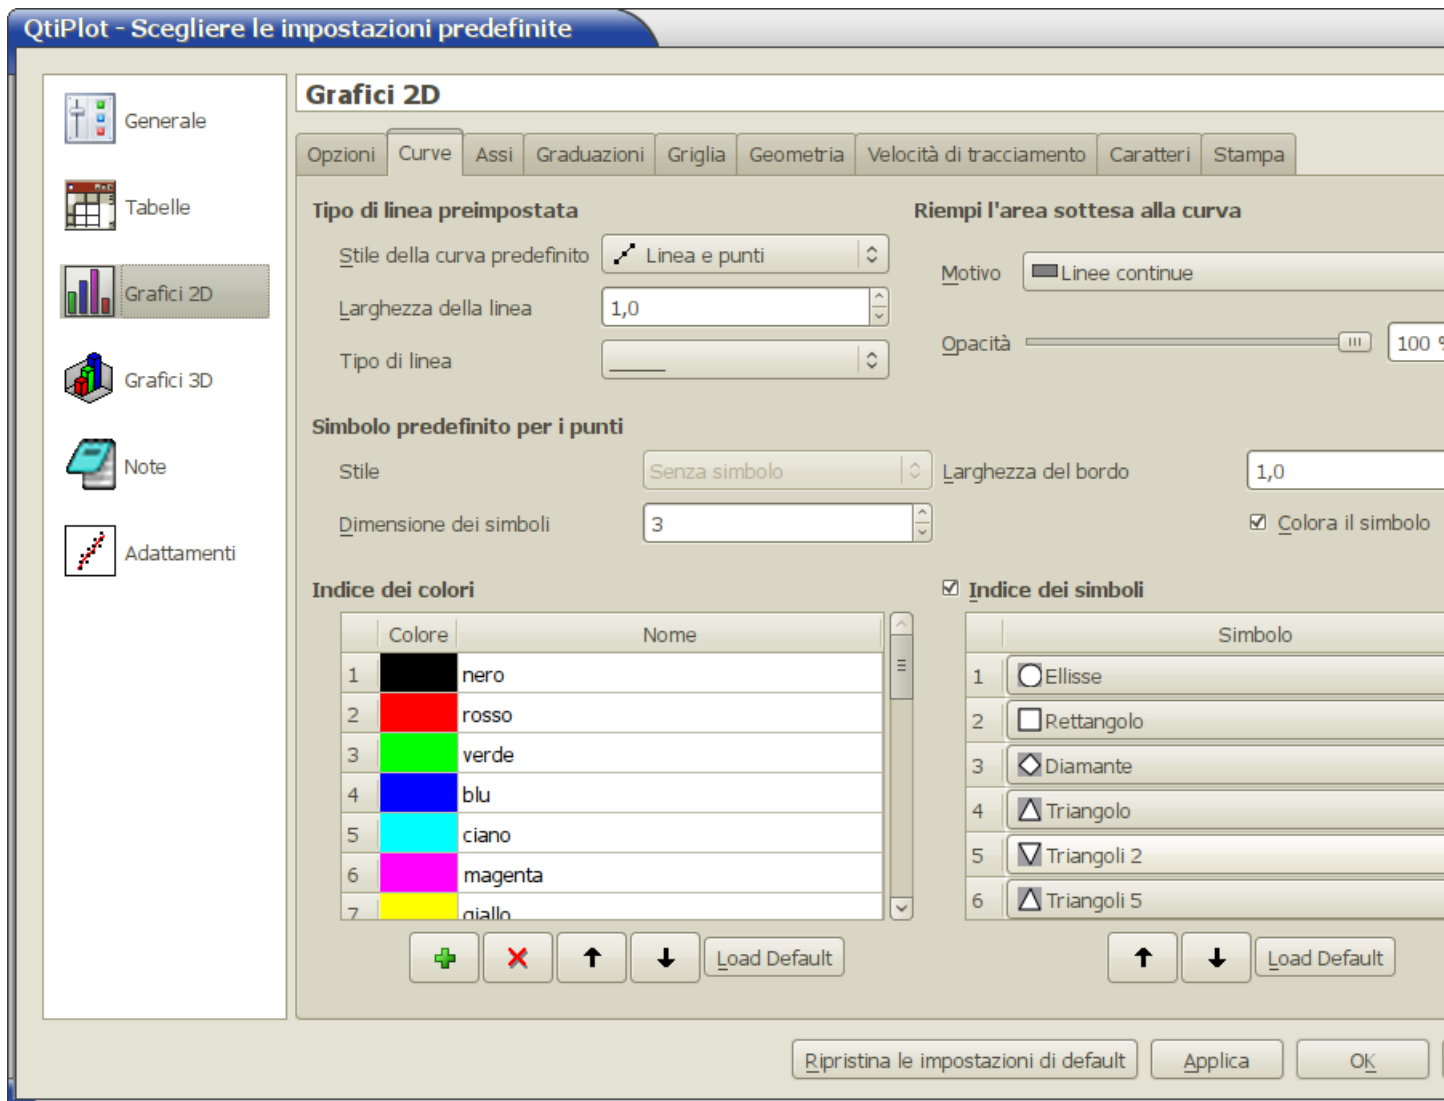 QtiPlot - Scegliere le impostazioni predefinite
Generale
Tabelle
Grafici 2D
Grafici 3D
Note
Adattamenti
Grafici 2D
Opzioni Curve Assi Graduazioni Griglia Geometria Velocità di tracciamento Caratteri Stampa
Tipo di linea preimpostata
Stile della curva predefinito Linea e punti
Larghezza della linea 1,0
Tipo di linea
Riempi l'area sottesa alla curva
Motivo Linee continue
Opacità 100 %
Simbolo predefinito per i punti
Stile Senza simbolo
Larghezza del bordo 1,0
Dimensione dei simboli 3
Colora il simbolo
Indice dei colori
Colore Nome
1 nero
2 rosso
3 verde
4 blu
5 ciano
6 magenta
7 giallo
Load Default
Indice dei simboli
Simbolo
1 Ellisse
2 Rettangolo
3 Diamante
4 Triangolo
5 Triangoli 2
6 Triangoli 5
Load Default
Ripristina le impostazioni di default Applica OK